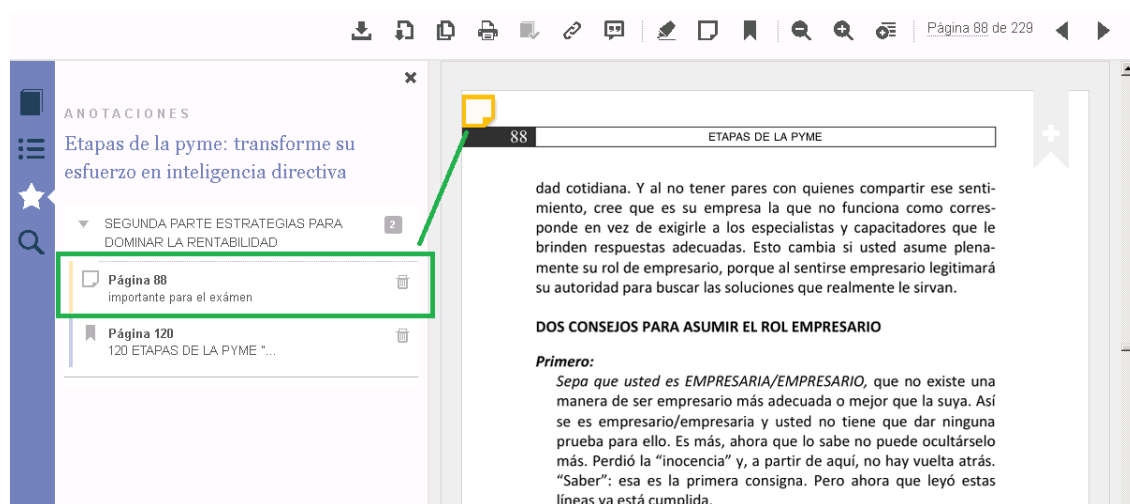 Página 88 de 229
ANOTACIONES
Etapas de la pyme: transforme su
esfuerzo en inteligencia directiva
SEGUNDA PARTE ESTRATEGIAS PARA
DOMINAR LA RENTABILIDAD
2
Página 88
importante para el exámen
Página 120
120 ETAPAS DE LA PYME "...
88
ETAPAS DE LA PYME
dad cotidiana. Y al no tener pares con quienes compartir ese senti-
miento, cree que es su empresa la que no funciona como corres-
ponde en vez de exigirle a los especialistas y capacitadores que le
brinden respuestas adecuadas. Esto cambia si usted asume plena-
mente su rol de empresario, porque al sentirse empresario legitimará
su autoridad para buscar las soluciones que realmente le sirvan.
DOS CONSEJOS PARA ASUMIR EL ROL EMPRESARIO
Primero:
Sepa que usted es EMPRESARIA/EMPRESARIO, que no existe una
manera de ser empresario más adecuada o mejor que la suya. Así
se es empresario/empresaria y usted no tiene que dar ninguna
prueba para ello. Es más, ahora que lo sabe no puede ocultárselo
más. Perdió la “inocencia” y, a partir de aquí, no hay vuelta atrás.
“Saber”: esa es la primera consigna. Pero ahora que leyó estas
líneas ya está cumplida.